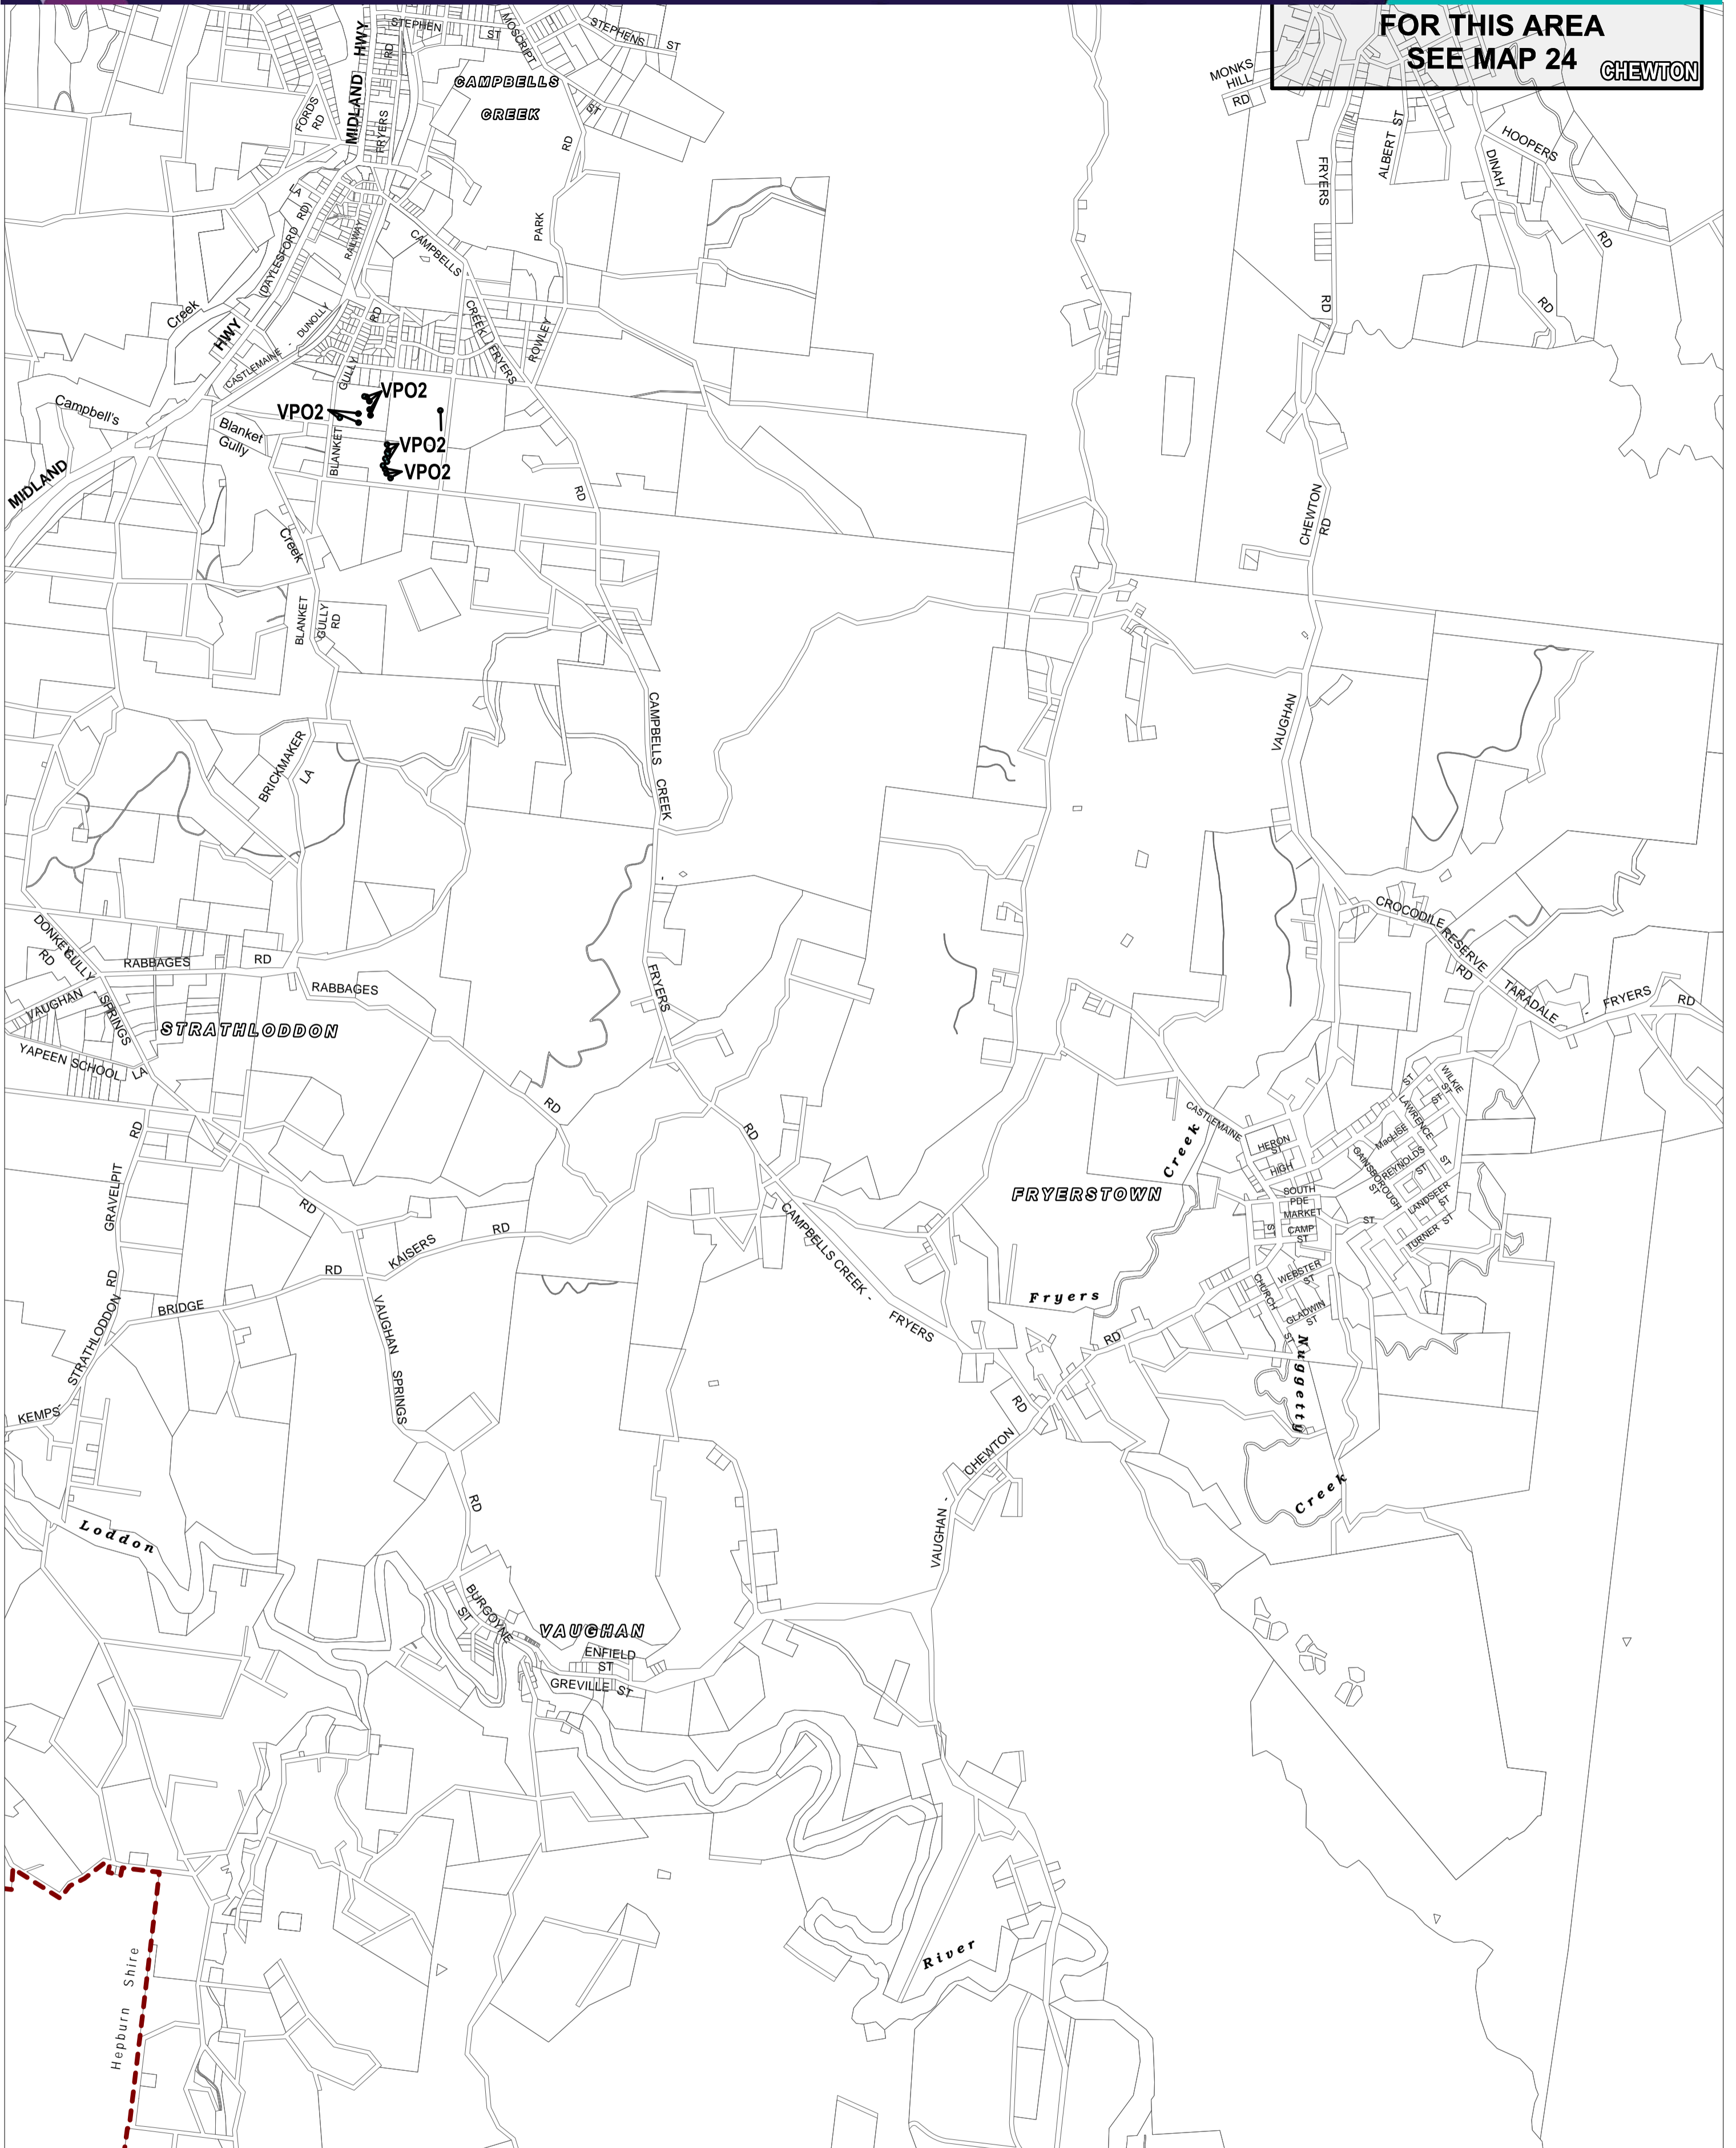 FOR THIS AREA
SEE MAP 24
CHEWTON
STEPHEN
ST
MOSCRIPT
STEPHENS
ST
ST
MIDLAND
HWY
RD
FRYERS
FORDS
RD
CAMPBELLS
CREEK
RD
PARK
MONKS
HILL
RD
ALBERT
ST
FRYERS
RD
HOOPERS
RD
DINAH
RD
LA
(DAYLESFORD
RD)
RAILWAY
CAMPBELLS
CREEK
FRYERS
RD
ROWLEY
Creek
HWY
CASTLEMAINE
-
DUNOLLY
RD
GULLY
BLANKET
VPO2
VPO2
VPO2
VPO2
Campbell's
Blanket
Gully
MIDLAND
Creek
BLANKET
GULLY
RD
CHEWTON
RD
VAUGHAN
BRICKMAKER
LA
CAMPBELLS
CREEK
FRYERS
RD
DONKEY
GULLY
RD
RABBAGES
RD
RABBAGES
RD
VAUGHAN
SPRINGS
YAPEEN SCHOOL
LA
STRATHLODDON
CROCODILE
RESERVE
RD
TARADALE
-
FRYERS
RD
CASTLEMAINE
Creek
HERON
ST
HIGH
SOUTH
PDE
MARKET
ST
CAMP
ST
ST
WEBSTER
ST
CHURCH
ST
GLADWIN
ST
WILKIE
ST
ST
ST
LAWRENCE
ST
MacLISE
REYNOLDS
ST
GAINSBOROUGH
ST
LANDSEER
ST
TURNER
ST
FRYERSTOWN
RD
GRAVELPIT
RD
STRATHLODDON
-
KEMPS
BRIDGE
RD
KAISERS
RD
RD
VAUGHAN
SPRINGS
RD
CAMPBELLS CREEK -
FRYERS
RD
Fryers
RD
Nuggetty
Creek
CHEWTON
-
VAUGHAN
Loddon
BURGOYNE
ST
VAUGHAN
ENFIELD
ST
GREVILLE
ST
River
Hepburn Shire